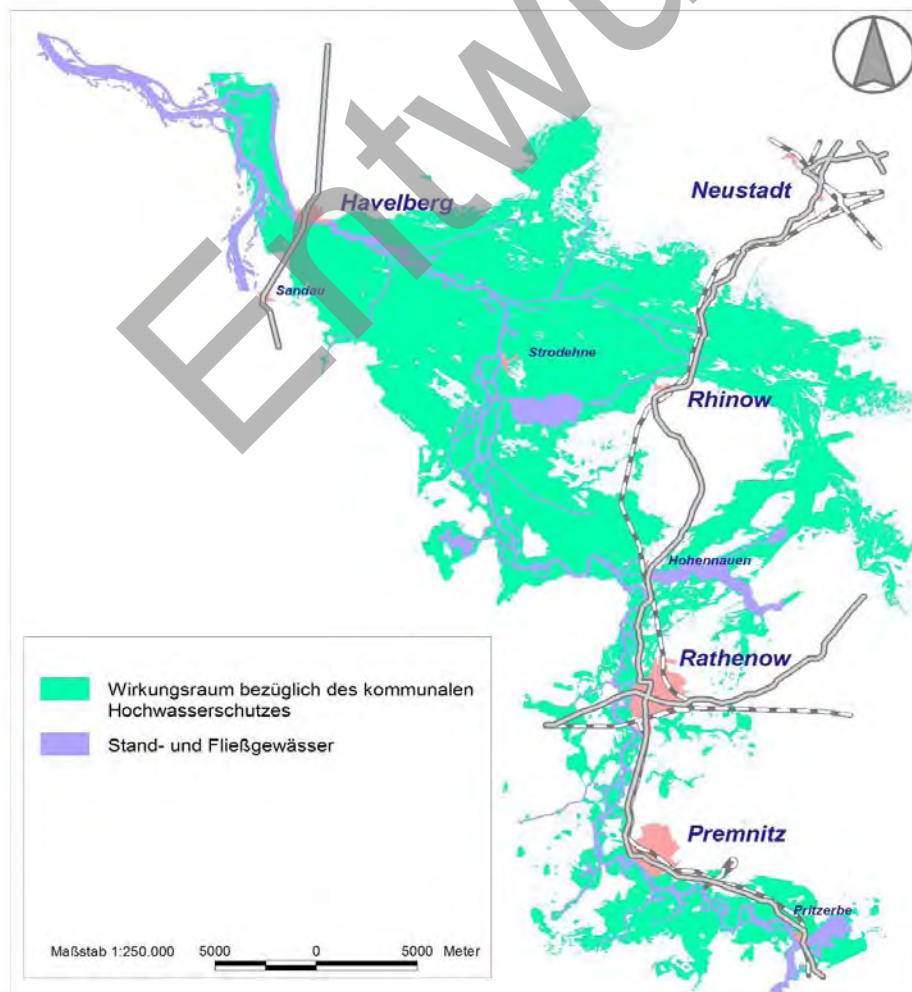 Entwu
Neustadt
Havelberg
Sandau
Strodehne
Rhinow
Hohennauen
Rathenow
Wirkungsraum bezüglich des kommunalen
Hochwasserschutzes
Stand- und Fließgewässer
Premnitz
Pritzerbe
Maßstab 1:250.000 5000 0 5000 Meter